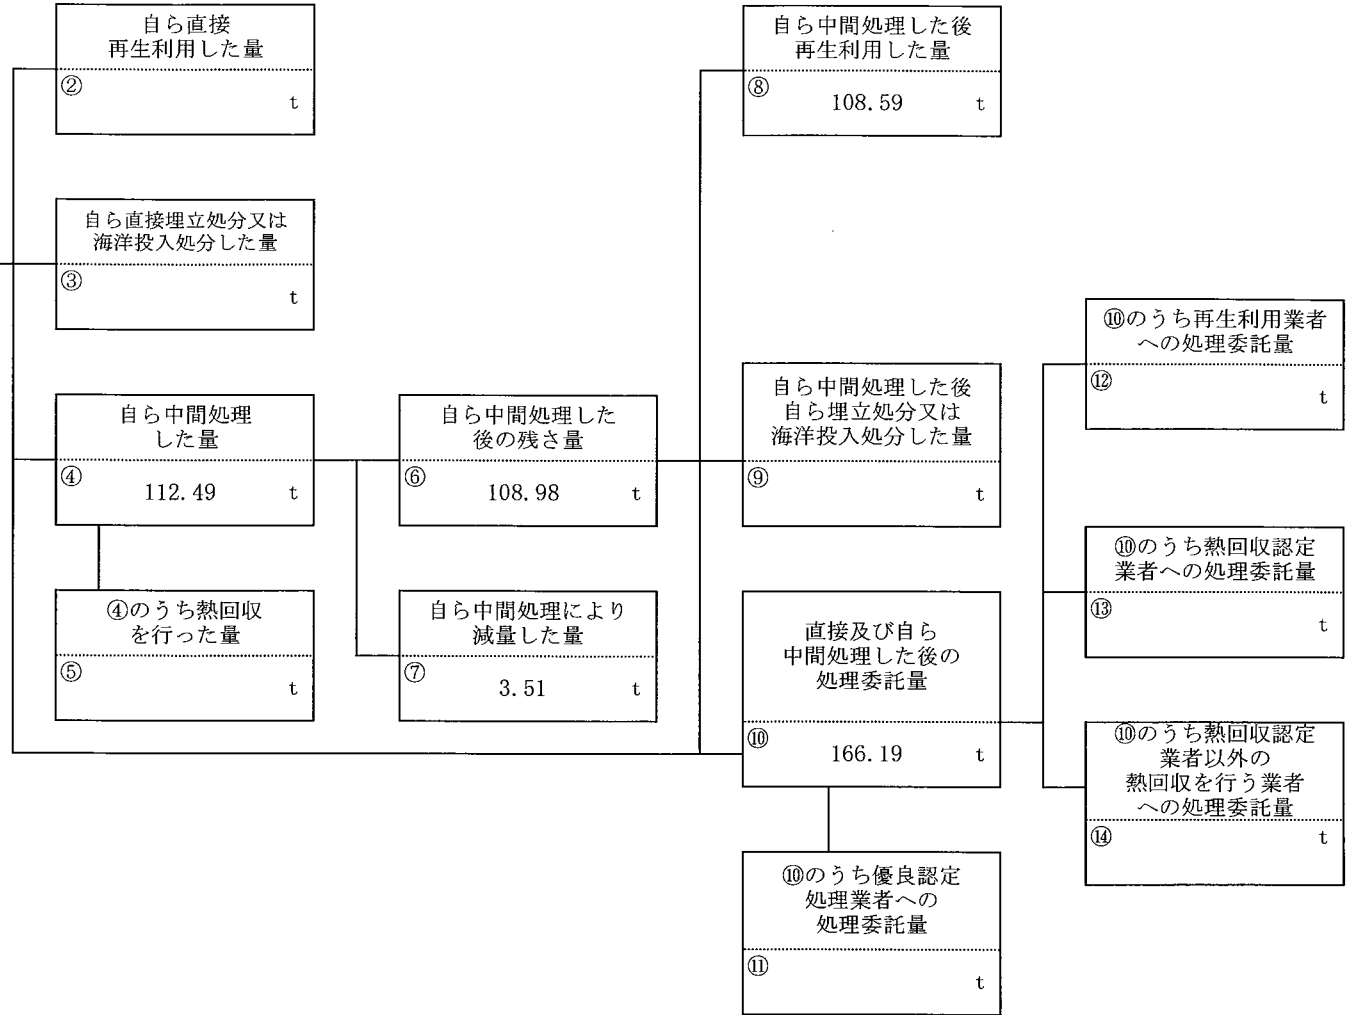 自ら直接
再生利用した量
②
t
自ら直接埋立処分又は
海洋投入処分した量
③
t
自ら中間処理
した量
④
112.49 t
④のうち熱回収
を行った量
⑤
t
自ら中間処理した
後の残さ量
⑥
108.98 t
自ら中間処理により
減量した量
⑦
3.51 t
自ら中間処理した後
再生利用した量
⑧
108.59 t
自ら中間処理した後
自ら埋立処分又は
海洋投入処分した量
⑨
t
直接及び自ら
中間処理した後の
処理委託量
⑩
166.19 t
⑩のうち優良認定
処理業者への
処理委託量
⑪
t
⑩のうち再生利用業者
への処理委託量
⑫
t
⑩のうち熱回収認定
業者への処理委託量
⑬
t
⑩のうち熱回収認定
業者以外の
熱回収を行う業者
への処理委託量
⑭
t